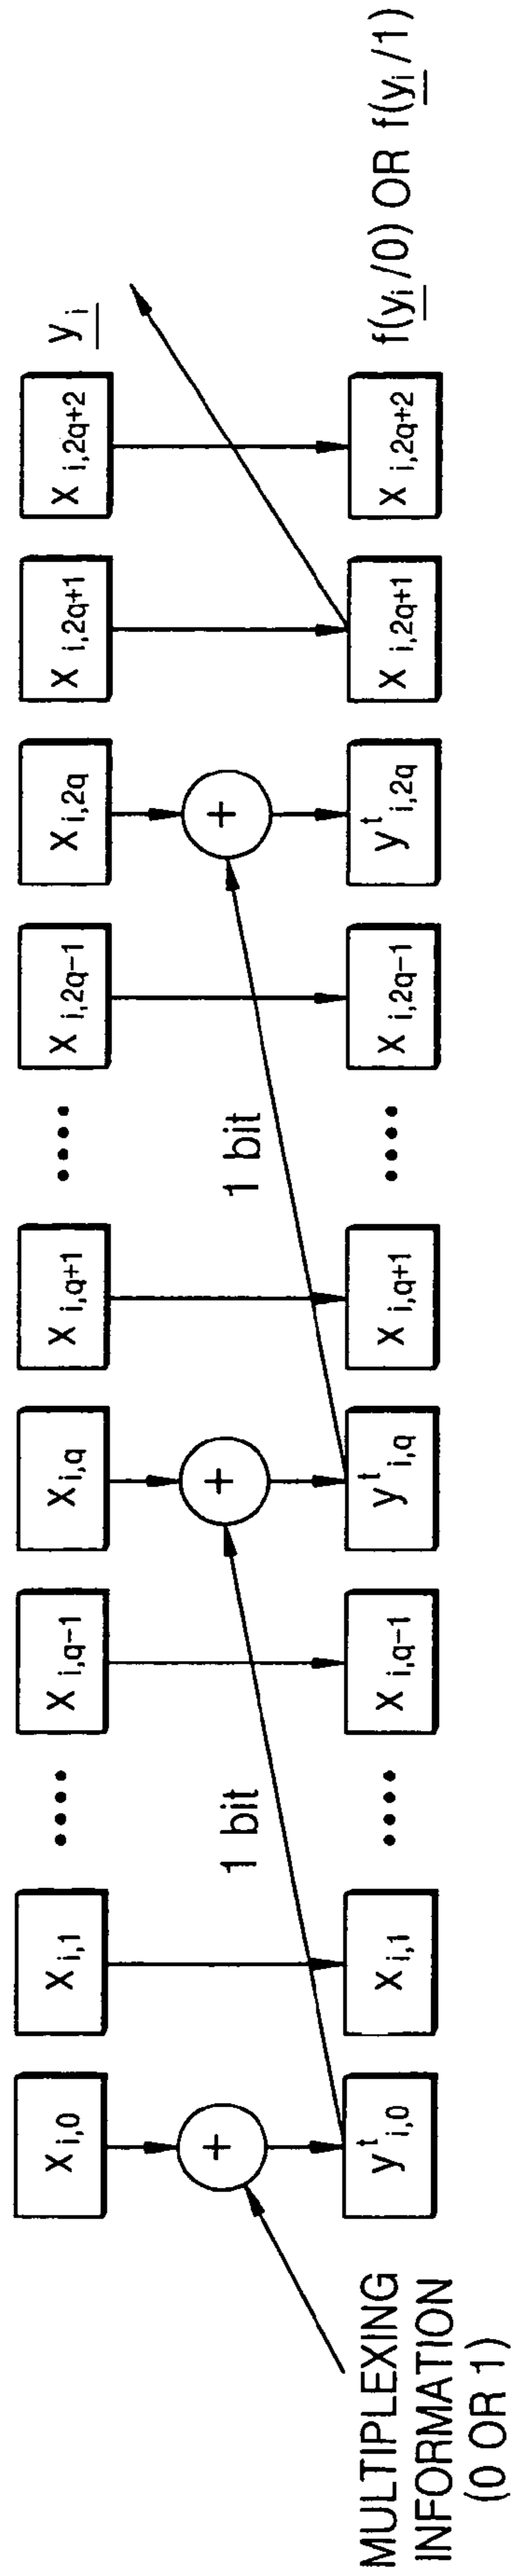 X i,0 X i,1 •••• X i,q−1 X i,q X i,q+1 •••• X i,2q−1 X i,2q X i,2q+1 X i,2q+2 y i
+ 1 bit + 1 bit +
y^t i,0 X i,1 •••• X i,q−1 y^t i,q X i,q+1 •••• X i,2q−1 y^t i,2q X i,2q+1 X i,2q+2 f(y i /0) OR f(y i /1)
MULTIPLEXING
INFORMATION
(0 OR 1)